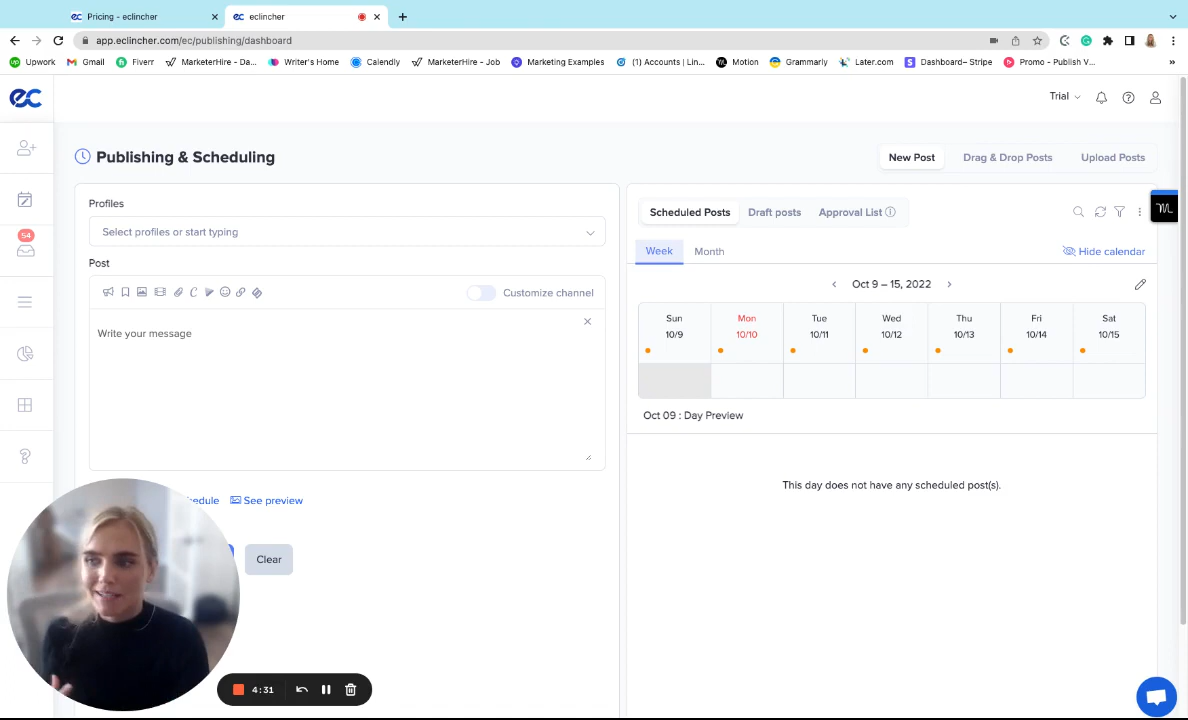 Pricing - eclincher
eclincher
app.eclincher.com/ec/publishing/dashboard
Upwork
Gmail
Fiverr
MarketerHire - Da...
Writer's Home
Calendly
MarketerHire - Job
Marketing Examples
(1) Accounts | Lin...
Motion
Grammarly
Later.com
Dashboard– Stripe
Promo - Publish V...
»
ec
Trial
Publishing & Scheduling
New Post
Drag & Drop Posts
Upload Posts
Profiles
Select profiles or start typing
Post
Customize channel
Write your message
hedule
See preview
Clear
54
4:31
Scheduled Posts
Draft posts
Approval List
Week
Month
Hide calendar
Oct 9 – 15, 2022
Sun
10/9
Mon
10/10
Tue
10/11
Wed
10/12
Thu
10/13
Fri
10/14
Sat
10/15
Oct 09 : Day Preview
This day does not have any scheduled post(s).